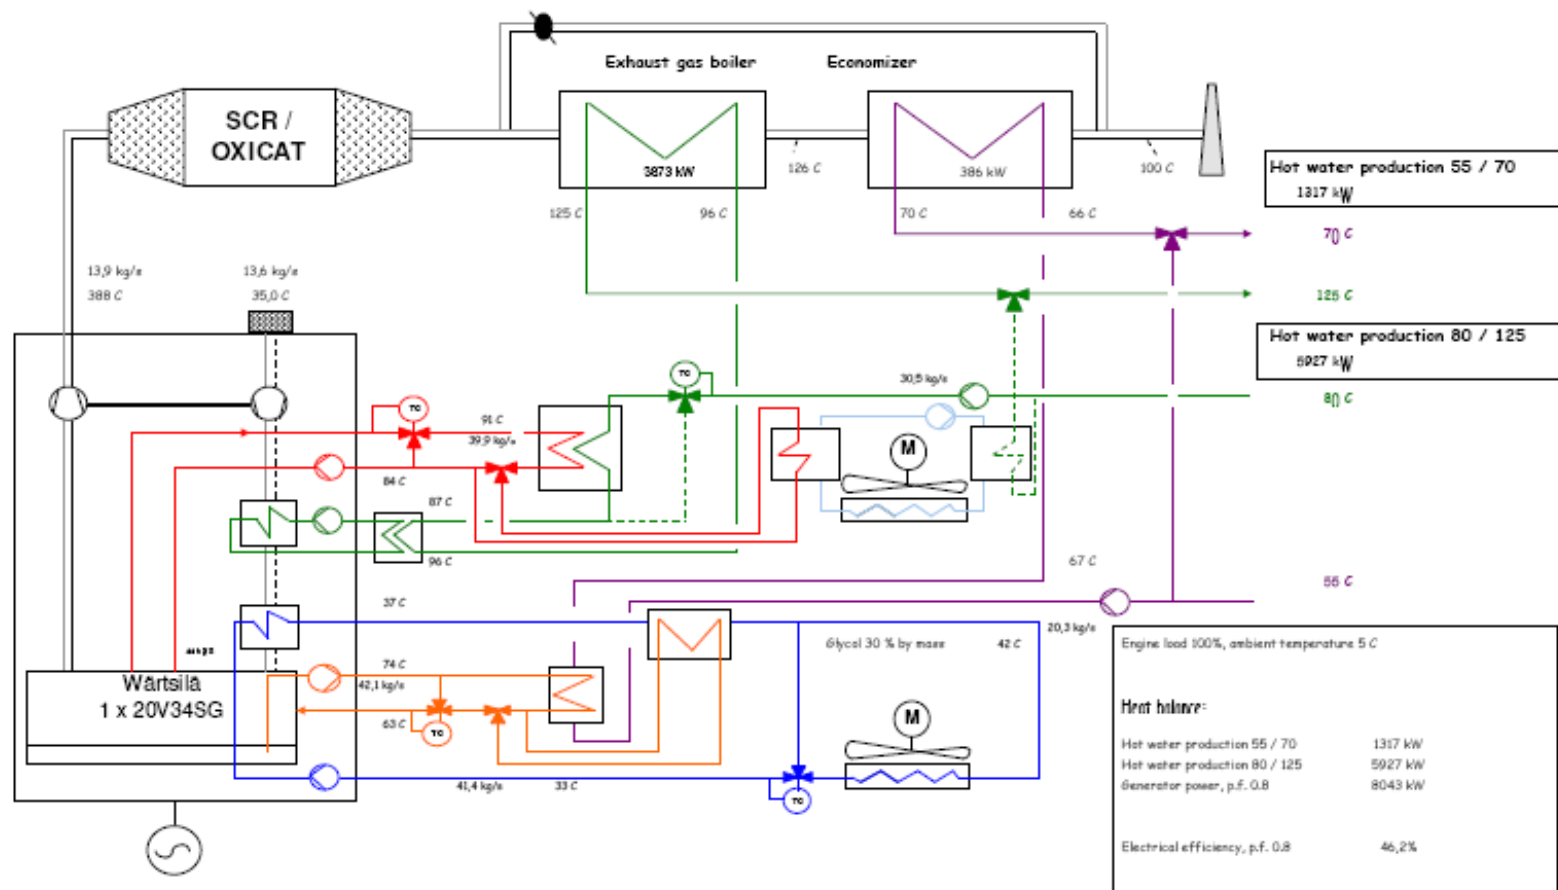 Exhaust gas boiler
Economizer
SCR /
OXICAT
3873 kW
126 C
386 kW
100 C
Hot water production 55 / 70
1317 kW
125 C
96 C
70 C
66 C
70 C
13,9 kg/s
388 C
13,6 kg/s
35,0 C
125 C
Hot water production 80 / 125
5927 kW
TC
30,5 kg/s
80 C
TC
91 C
39,9 kg/s
M
84 C
87 C
96 C
67 C
55 C
37 C
20,3 kg/s
Glycol 30 % by mass
42 C
Engine load 100%, ambient temperature 5 C
74 C
42,1 kg/s
Wärtsilä
1 x 20V34SG
63 C
TC
M
Heat balance:
Hot water production 55 / 70 1317 kW
Hot water production 80 / 125 5927 kW
Generator power, p.f. 0.8 8043 kW
41,4 kg/s
33 C
TC
Electrical efficiency, p.f. 0.8 46,2%